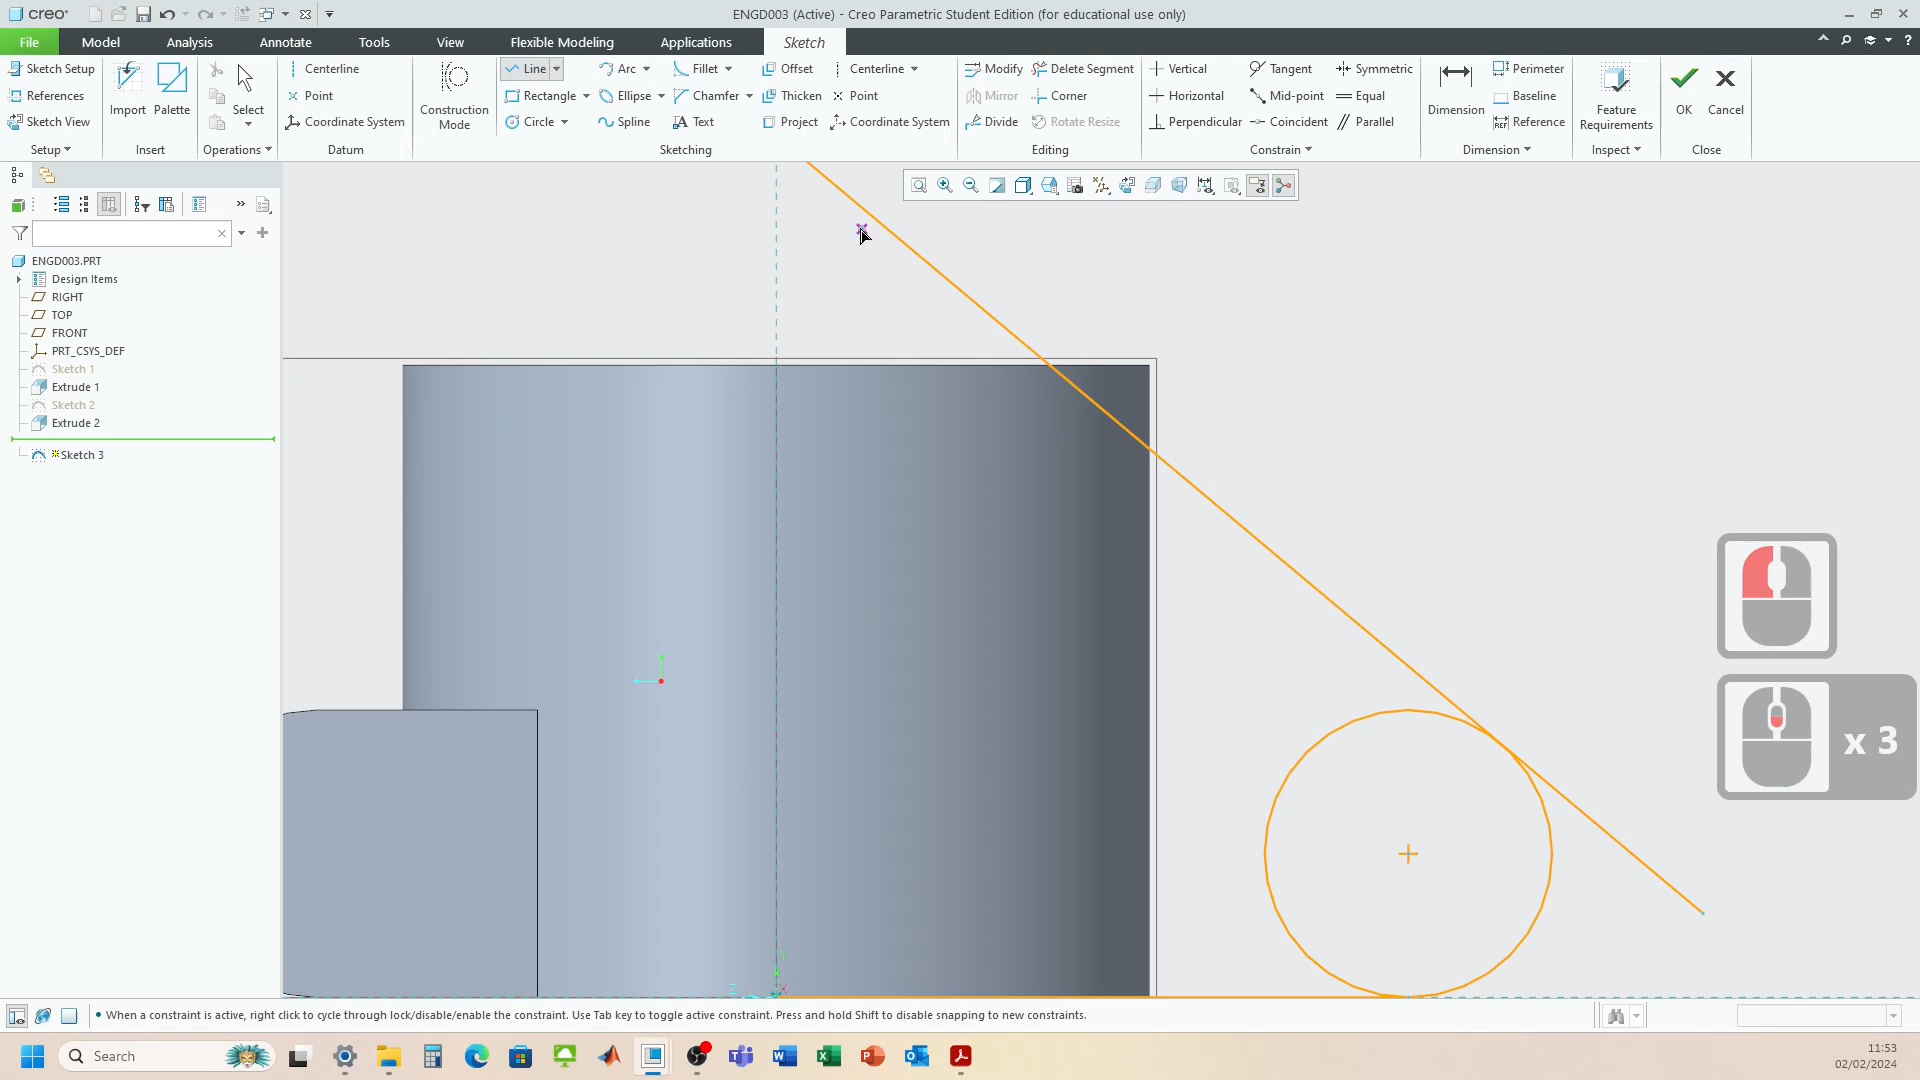 creo
ENGD003 (Active) - Creo Parametric Student Edition (for educational use only)
File Model Analysis Annotate Tools View Flexible Modeling Applications Sketch
Sketch Setup
References
Sketch View
Setup
Import
Palette
Insert
Select
Operations
Centerline
Point
Coordinate System
Datum
Construction
Mode
Line
Rectangle
Circle
Arc
Ellipse
Spline
Fillet
Chamfer
Text
Offset
Thicken
Project
Centerline
Point
Coordinate System
Sketching
Modify
Mirror
Divide
Delete Segment
Corner
Rotate Resize
Editing
Vertical
Horizontal
Perpendicular
Tangent
Mid-point
Coincident
Symmetric
Equal
Parallel
Constrain
Dimension
Perimeter
Baseline
Reference
Dimension
Feature
Requirements
Inspect
OK
Cancel
Close
ENGD003.PRT
Design Items
RIGHT
TOP
FRONT
PRT_CSYS_DEF
Sketch 1
Extrude 1
Sketch 2
Extrude 2
Sketch 3
x 3
Z
X
• When a constraint is active, right click to cycle through lock/disable/enable the constraint. Use Tab key to toggle active constraint. Press and hold Shift to disable snapping to new constraints.
Search
11:53
02/02/2024